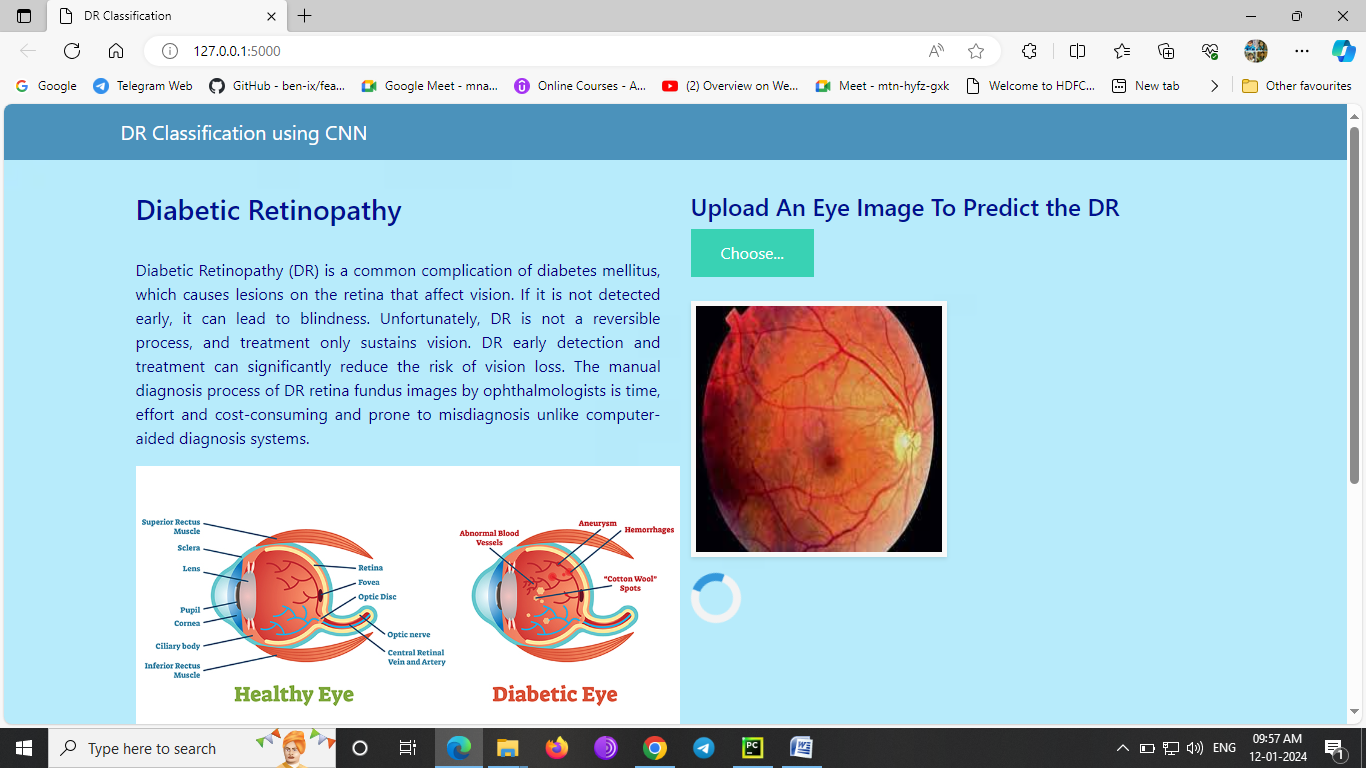 DR Classification
127.0.0.1:5000
Google
Telegram Web
GitHub - ben-ix/fea...
Google Meet - mna...
Online Courses - A...
(2) Overview on We...
Meet - mtn-hyfz-gxk
Welcome to HDFC...
New tab
Other favourites
DR Classification using CNN
Diabetic Retinopathy
Diabetic Retinopathy (DR) is a common complication of diabetes mellitus,
which causes lesions on the retina that affect vision. If it is not detected
early, it can lead to blindness. Unfortunately, DR is not a reversible
process, and treatment only sustains vision. DR early detection and
treatment can significantly reduce the risk of vision loss. The manual
diagnosis process of DR retina fundus images by ophthalmologists is time,
effort and cost-consuming and prone to misdiagnosis unlike computer-
aided diagnosis systems.
Superior Rectus
Muscle
Sclera
Lens
Pupil
Cornea
Ciliary body
Inferior Rectus
Muscle
Retina
Fovea
Optic Disc
Optic nerve
Central Retinal
Vein and Artery
Healthy Eye
Abnormal Blood
Vessels
Aneurysm
Hemorrhages
"Cotton Wool"
Spots
Diabetic Eye
Upload An Eye Image To Predict the DR
Choose...
Type here to search
PC
W
ENG
09:57 AM
12-01-2024
1